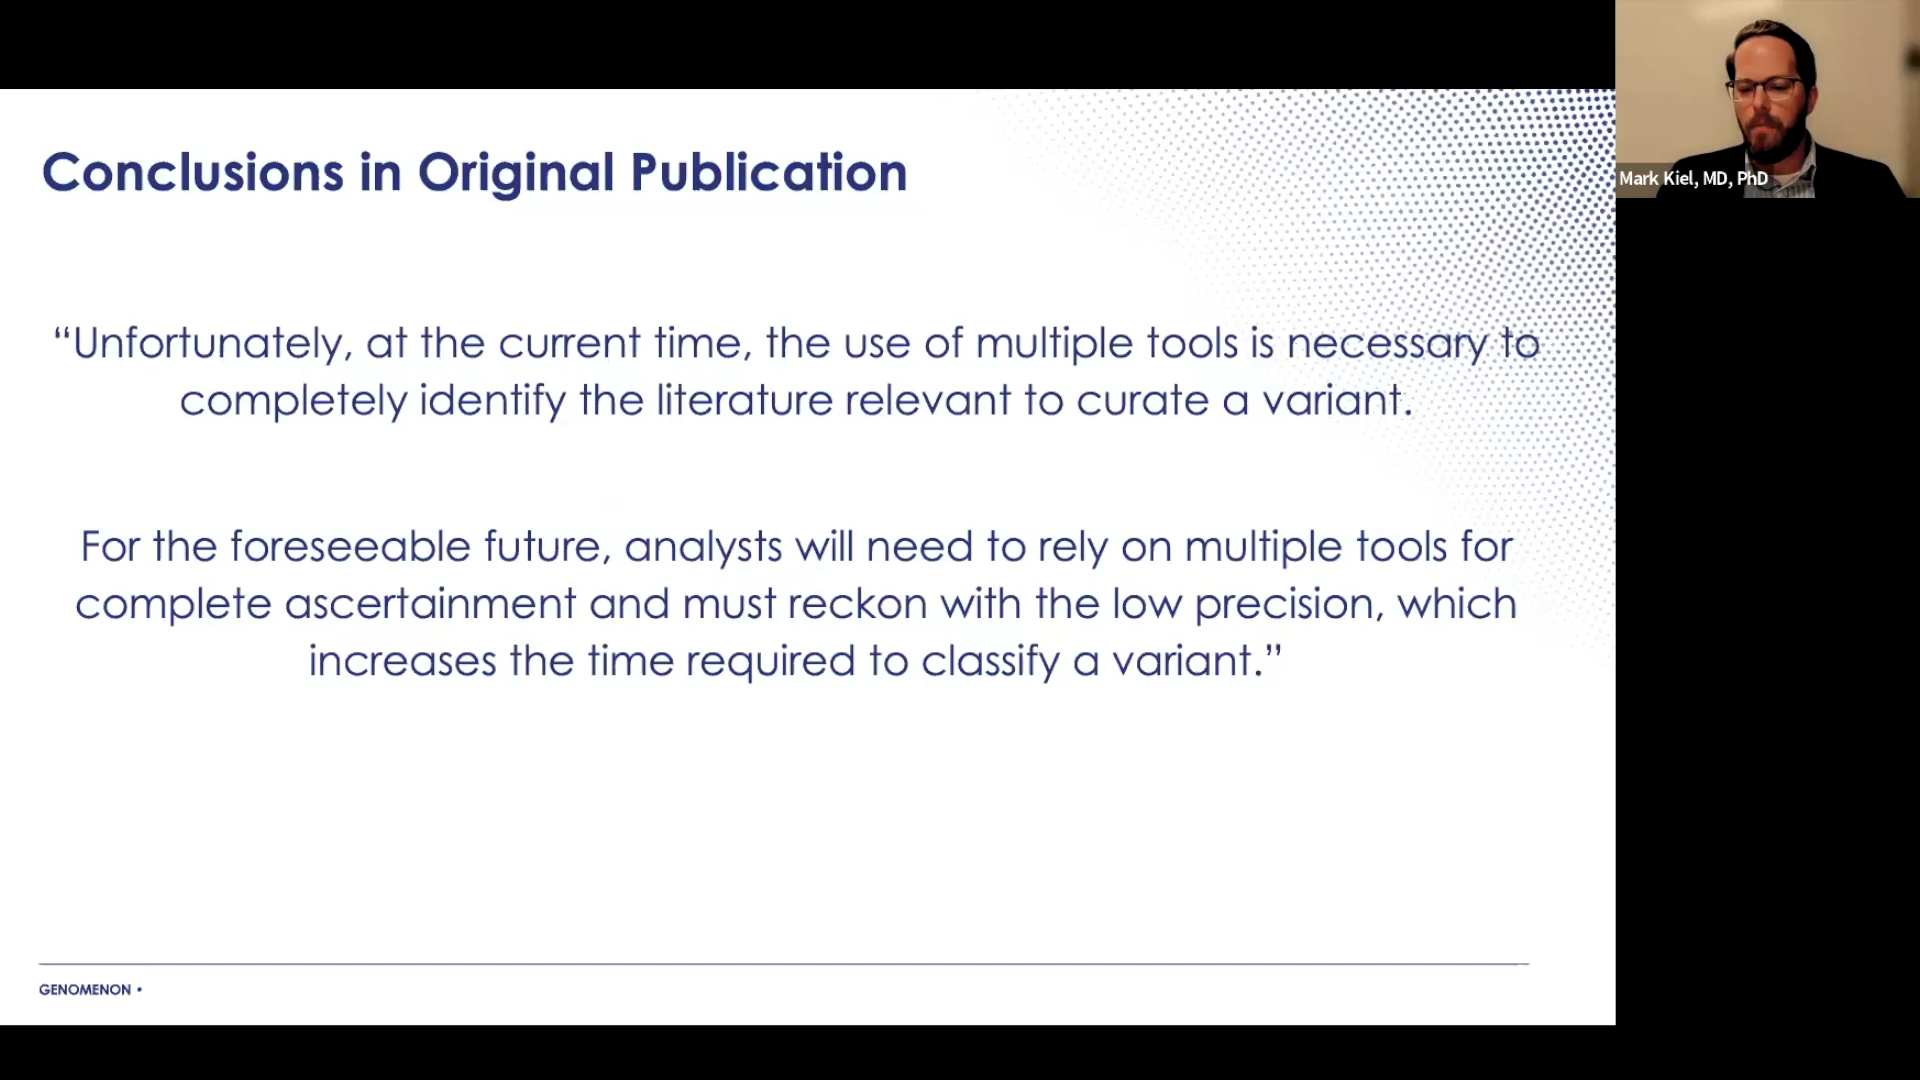 Conclusions in Original Publication
“Unfortunately, at the current time, the use of multiple tools is necessary to
completely identify the literature relevant to curate a variant.
For the foreseeable future, analysts will need to rely on multiple tools for
complete ascertainment and must reckon with the low precision, which
increases the time required to classify a variant.”
GENOMENON •
Mark Kiel, MD, PhD